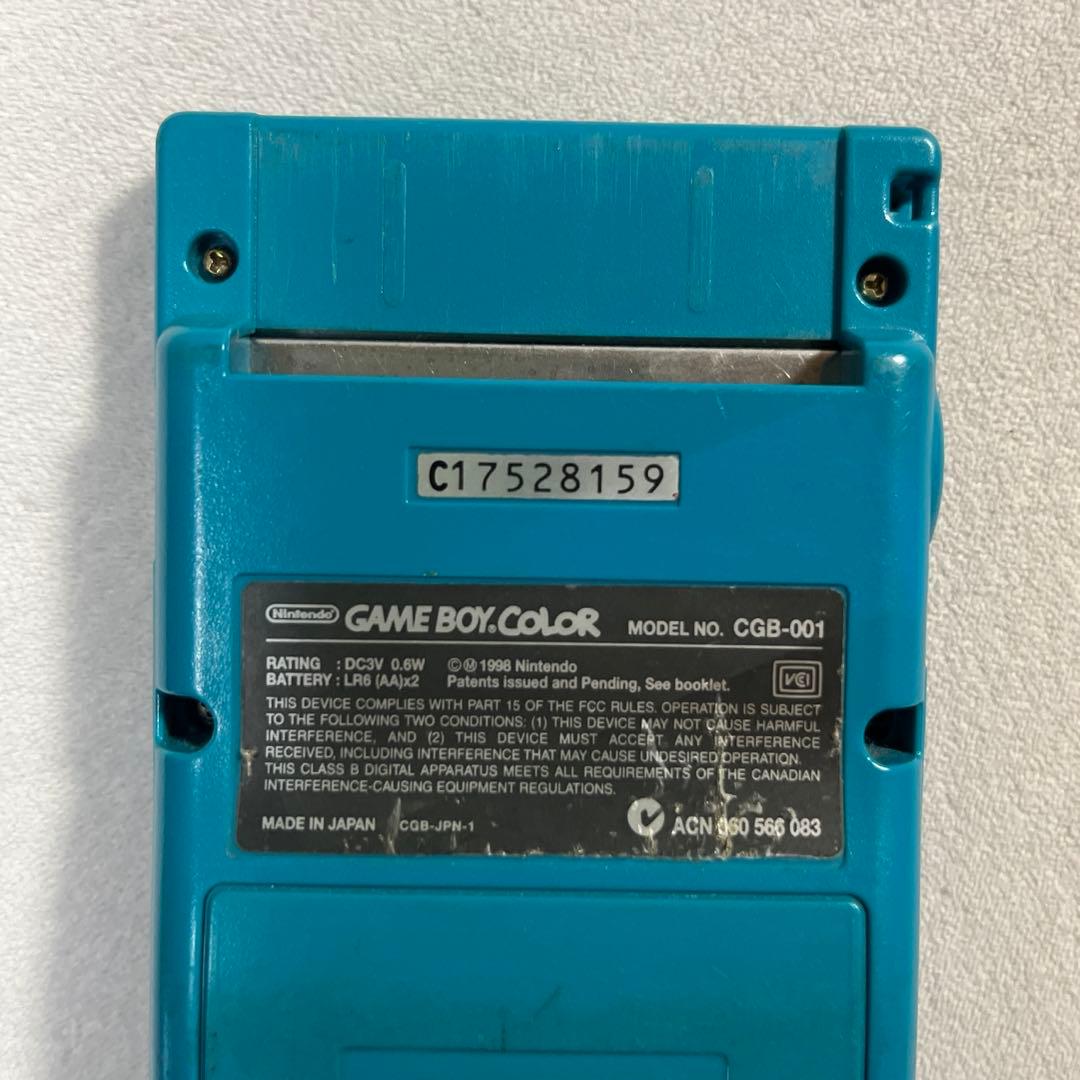 C17528159
Nintendo GAME BOY COLOR MODEL NO. CGB-001
RATING : DC3V 0.6W ©Ⓜ1998 Nintendo
BATTERY : LR6 (AA)x2 Patents issued and Pending, See booklet.
VCI
THIS DEVICE COMPLIES WITH PART 15 OF THE FCC RULES. OPERATION IS SUBJECT
TO THE FOLLOWING TWO CONDITIONS: (1) THIS DEVICE MAY NOT CAUSE HARMFUL
INTERFERENCE, AND (2) THIS DEVICE MUST ACCEPT ANY INTERFERENCE
RECEIVED, INCLUDING INTERFERENCE THAT MAY CAUSE UNDESIRED OPERATION.
THIS CLASS B DIGITAL APPARATUS MEETS ALL REQUIREMENTS OF THE CANADIAN
INTERFERENCE-CAUSING EQUIPMENT REGULATIONS.
MADE IN JAPAN CGB-JPN-1 ACN 060 566 083